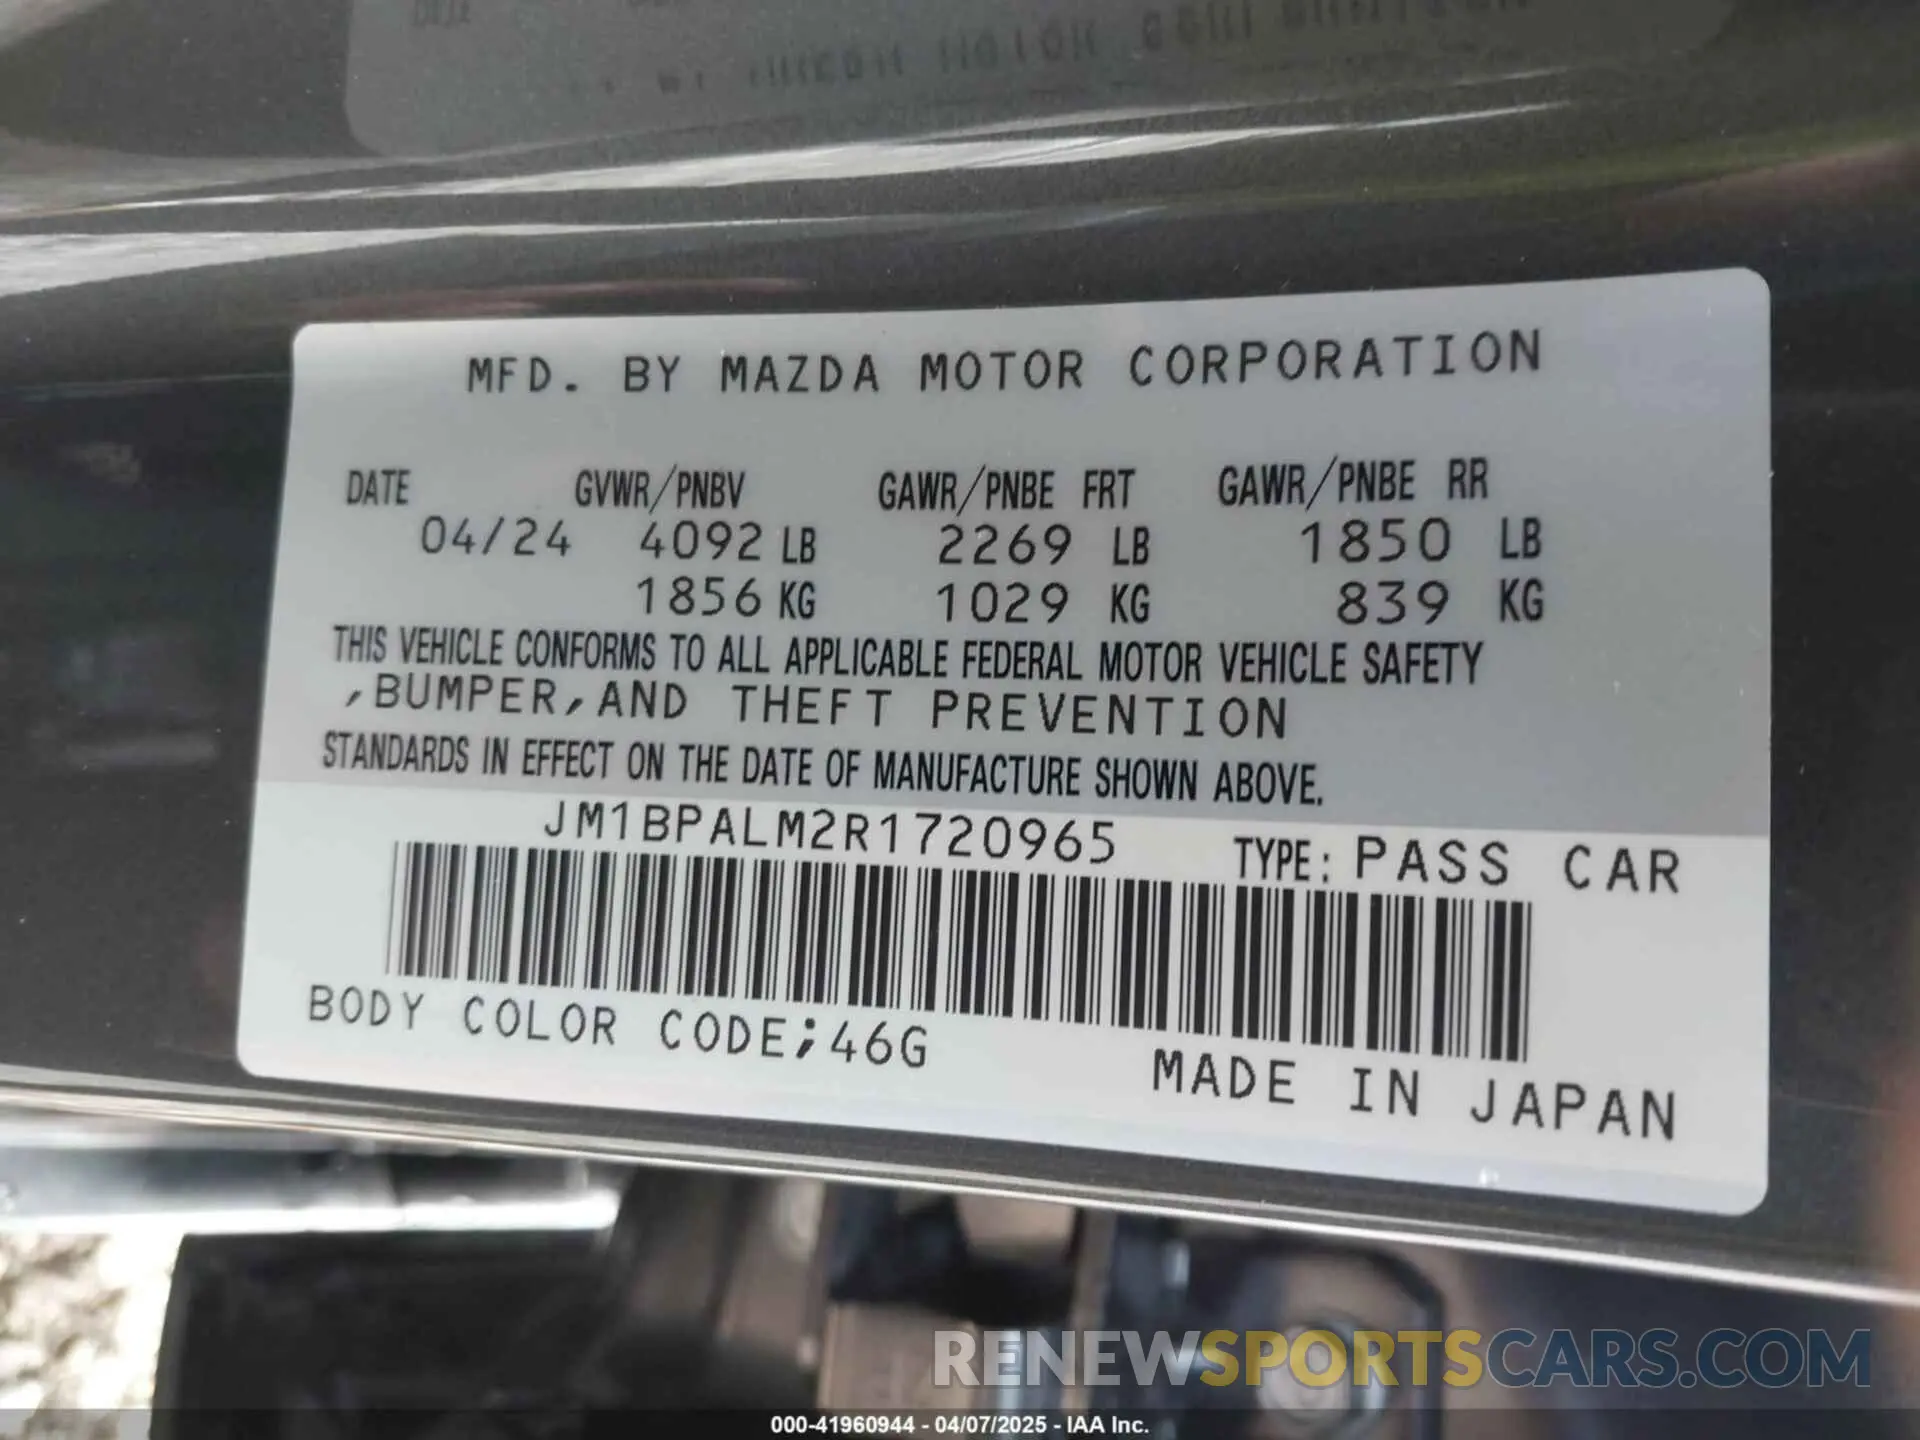 MFD. BY MAZDA MOTOR CORPORATION
DATE GVWR/PNBV GAWR/PNBE FRT GAWR/PNBE RR
04/24 4092 LB 2269 LB 1850 LB
1856 KG 1029 KG 839 KG
THIS VEHICLE CONFORMS TO ALL APPLICABLE FEDERAL MOTOR VEHICLE SAFETY
,BUMPER,AND THEFT PREVENTION
STANDARDS IN EFFECT ON THE DATE OF MANUFACTURE SHOWN ABOVE.
JM1BPALM2R1720965 TYPE: PASS CAR
BODY COLOR CODE;46G
MADE IN JAPAN
RENEWSPORTSCARS.COM
000-41960944 - 04/07/2025 - IAA Inc.